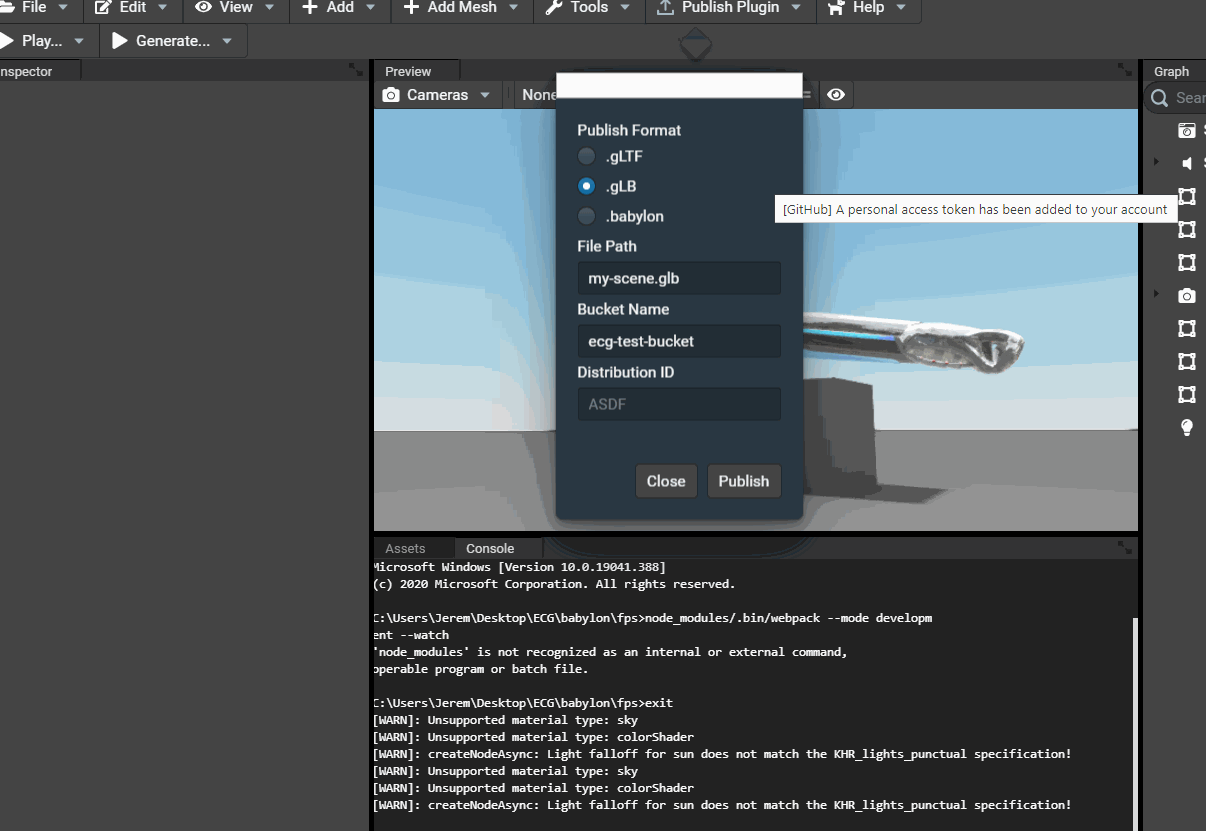 File Edit View Add Add Mesh Tools Publish Plugin Help
Play... Generate...
nspector
Preview
Graph
Cameras
None
Sear
Publish Format
.gLTF
.gLB
.babylon
[GitHub] A personal access token has been added to your account
File Path
my-scene.glb
Bucket Name
ecg-test-bucket
Distribution ID
ASDF
Close Publish
Assets Console
Microsoft Windows [Version 10.0.19041.388]
(c) 2020 Microsoft Corporation. All rights reserved.
C:\Users\Jerem\Desktop\ECG\babylon\fps>node_modules/.bin/webpack --mode developm
ent --watch
'node_modules' is not recognized as an internal or external command,
operable program or batch file.
C:\Users\Jerem\Desktop\ECG\babylon\fps>exit
[WARN]: Unsupported material type: sky
[WARN]: Unsupported material type: colorShader
[WARN]: createNodeAsync: Light falloff for sun does not match the KHR_lights_punctual specification!
[WARN]: Unsupported material type: sky
[WARN]: Unsupported material type: colorShader
[WARN]: createNodeAsync: Light falloff for sun does not match the KHR_lights_punctual specification!